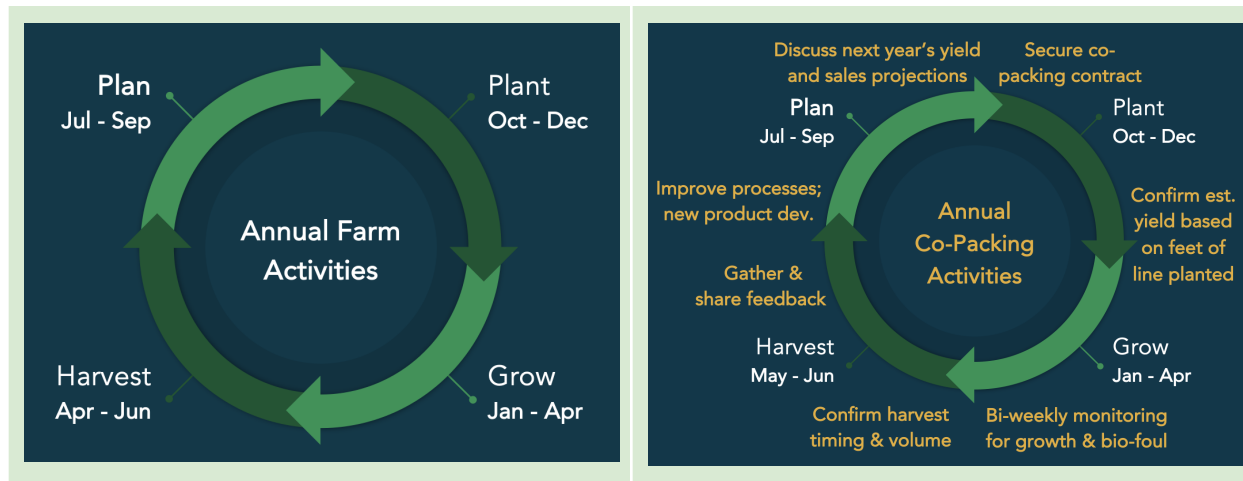 Plan
Jul - Sep
Plant
Oct - Dec
Annual Farm
Activities
Harvest
Apr - Jun
Grow
Jan - Apr
Discuss next year's yield
and sales projections
Secure co-
packing contract
Plan
Jul - Sep
Plant
Oct - Dec
Improve processes;
new product dev.
Confirm est.
yield based
on feet of
line planted
Annual
Co-Packing
Activities
Gather &
share feedback
Harvest
May - Jun
Grow
Jan - Apr
Confirm harvest
timing & volume
Bi-weekly monitoring
for growth & bio-foul